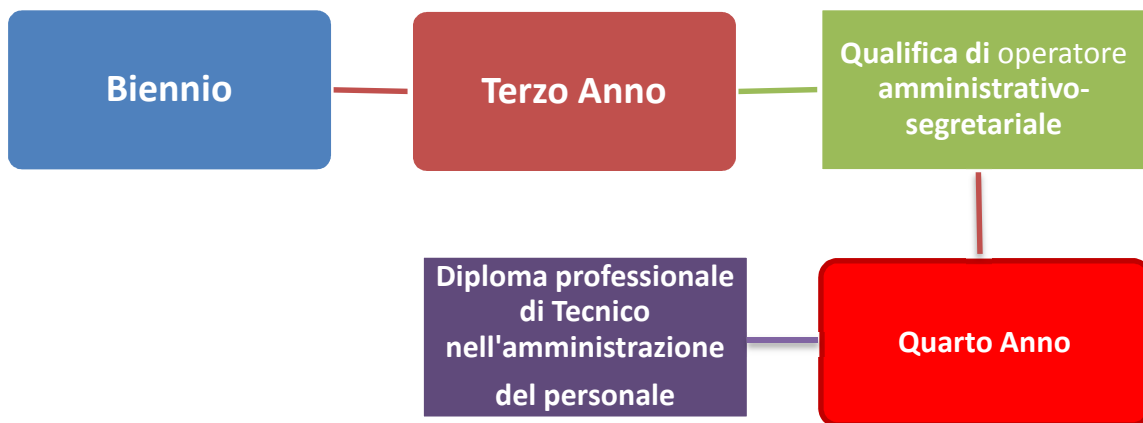 Biennio
Terzo Anno
Qualifica di operatore
amministrativo-
segretariale
Diploma professionale
di Tecnico
nell'amministrazione
del personale
Quarto Anno